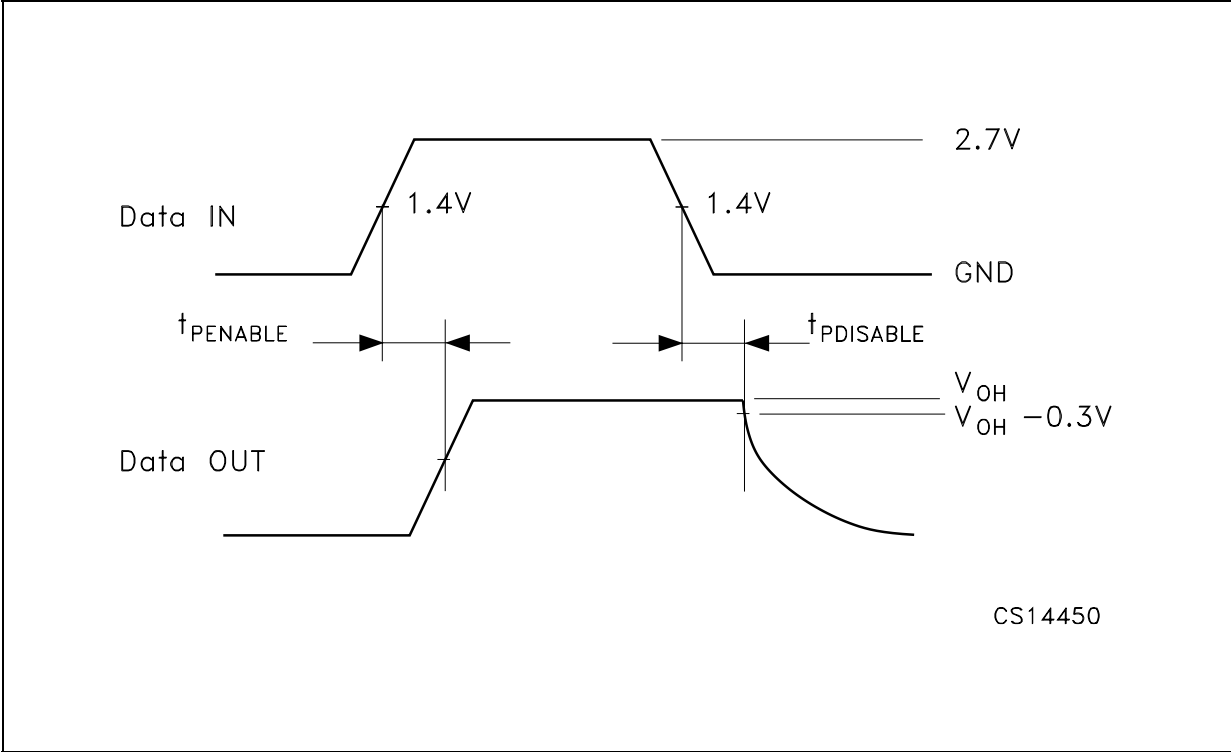 2.7V
Data IN
1.4V
1.4V
GND
tPENABLE
tPDISABLE
VOH
VOH −0.3V
Data OUT
CS14450